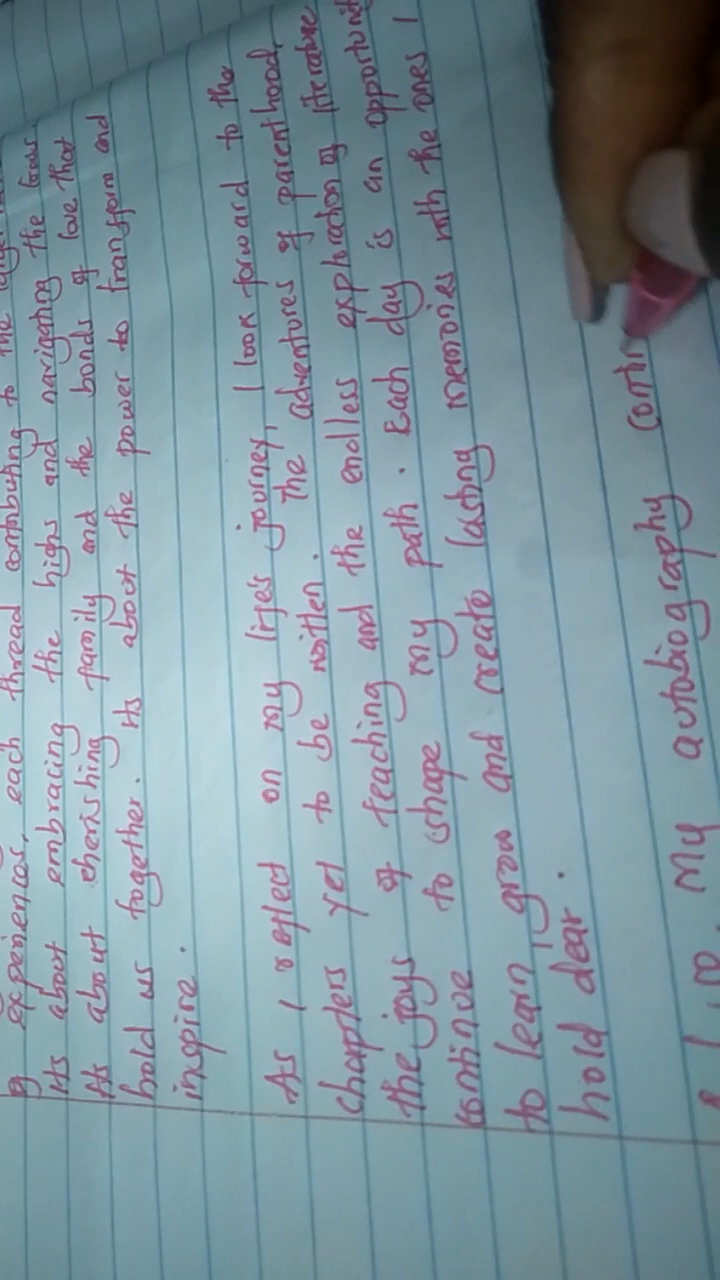 experiences, each thread contributing to the
Its about embracing the highs and navigating the lows
Its about cherishing family and the bonds of love that
hold us together. Its about the power to transform and
inspire.
As I reflect on my life's journey, I look forward to the
chapters yet to be written. The adventures of parenthood,
the joys of teaching and the endless exploration of literature
continue to shape my path. Each day is an opportunit
to learn, grow and create lasting memories with the ones I
hold dear.
My autobiography conti